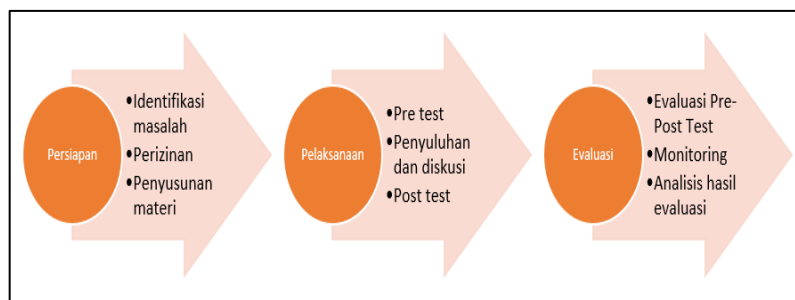 Persiapan
•Identifikasi
masalah
•Perizinan
•Penyusunan
materi
Pelaksanaan
•Pre test
•Penyuluhan
dan diskusi
•Post test
Evaluasi
•Evaluasi Pre-
Post Test
•Monitoring
•Analisis hasil
evaluasi